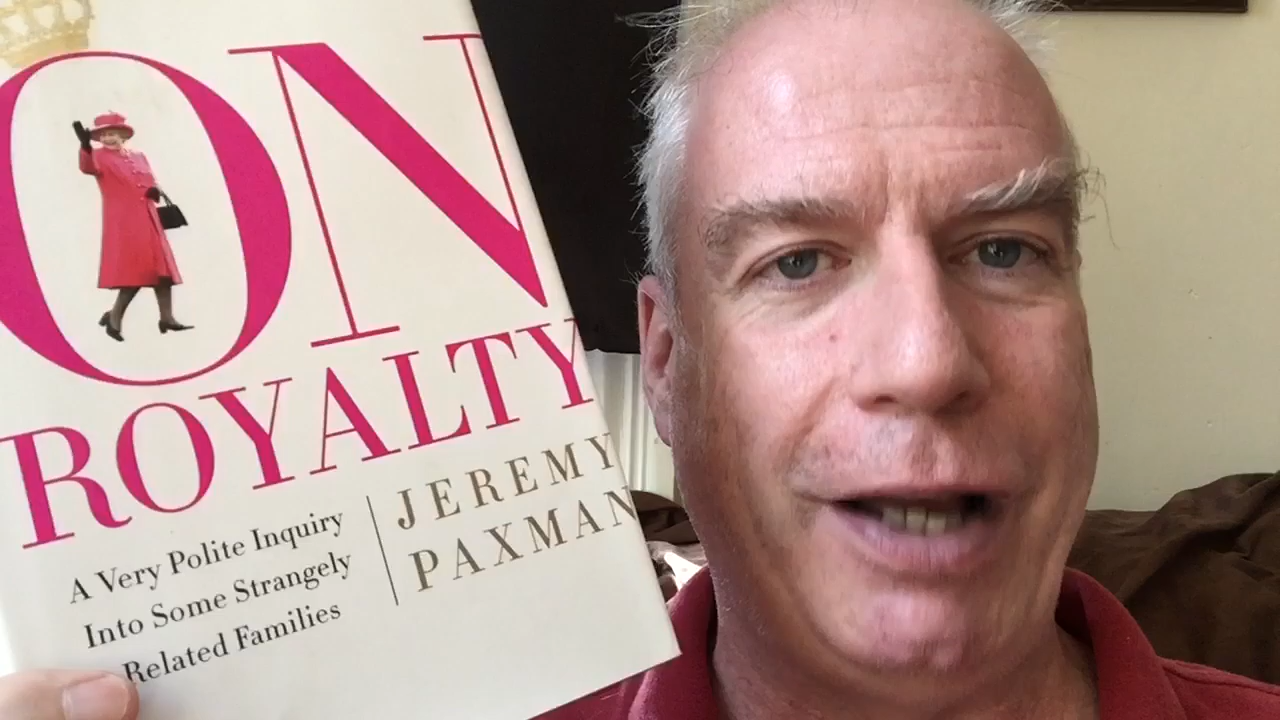 ON
ROYALTY
A Very Polite Inquiry
Into Some Strangely
Related Families
JEREMY
PAXMAN